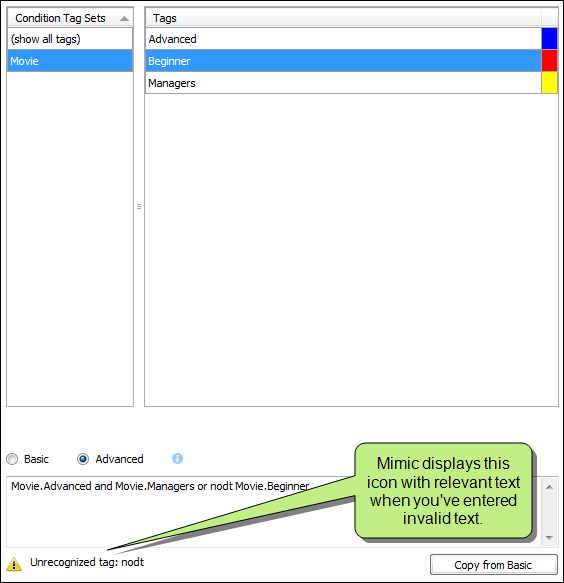 Condition Tag Sets
Tags
(show all tags)
Advanced
Movie
Beginner
Managers
Basic
Advanced
Movie.Advanced and Movie.Managers or nodt Movie.Beginner
Mimic displays this
icon with relevant text
when you've entered
invalid text.
Unrecognized tag: nodt
Copy from Basic